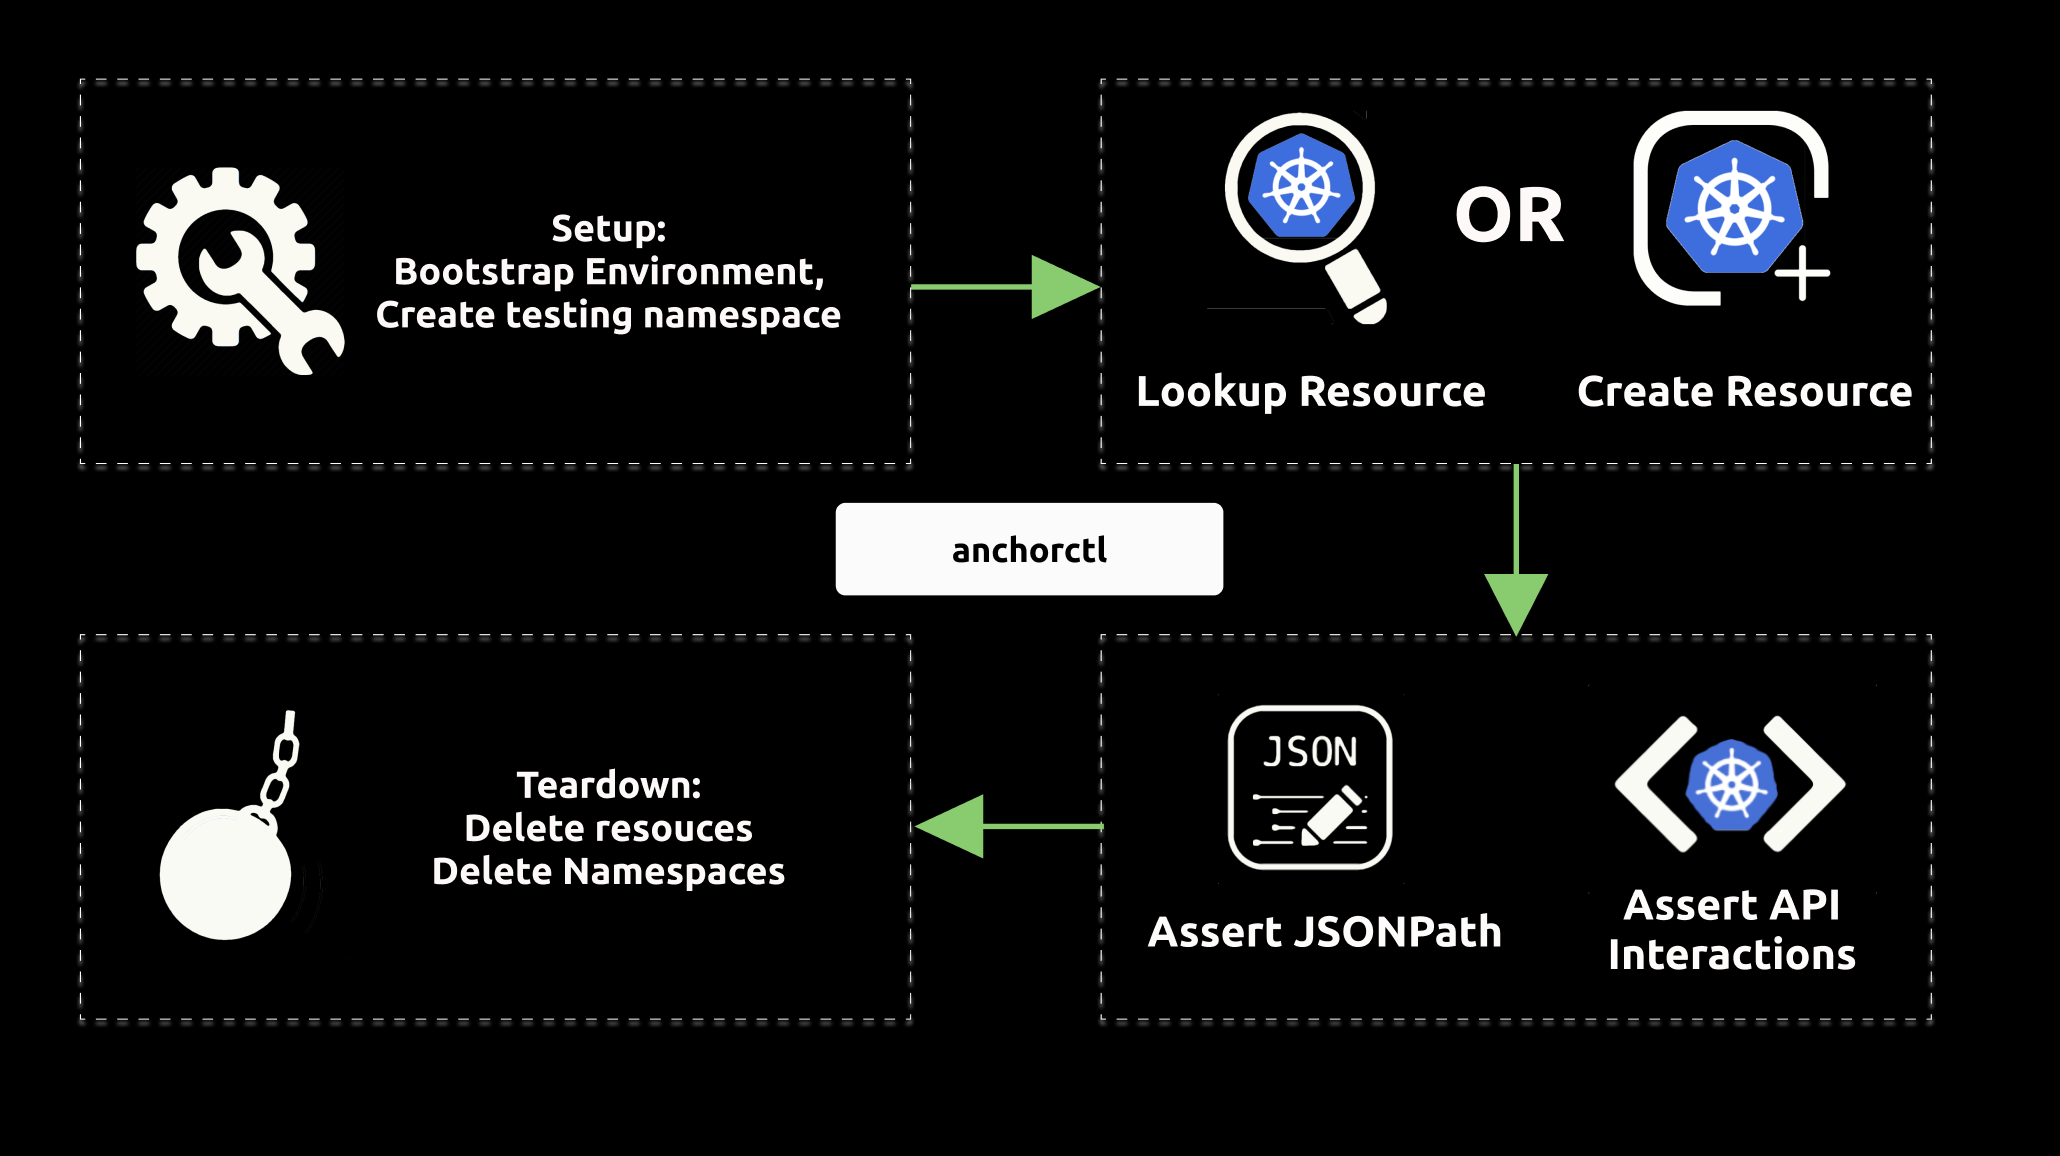 Setup:
Bootstrap Environment,
Create testing namespace
OR
Lookup Resource
Create Resource
anchorctl
Teardown:
Delete resouces
Delete Namespaces
JSON
Assert JSONPath
Assert API
Interactions